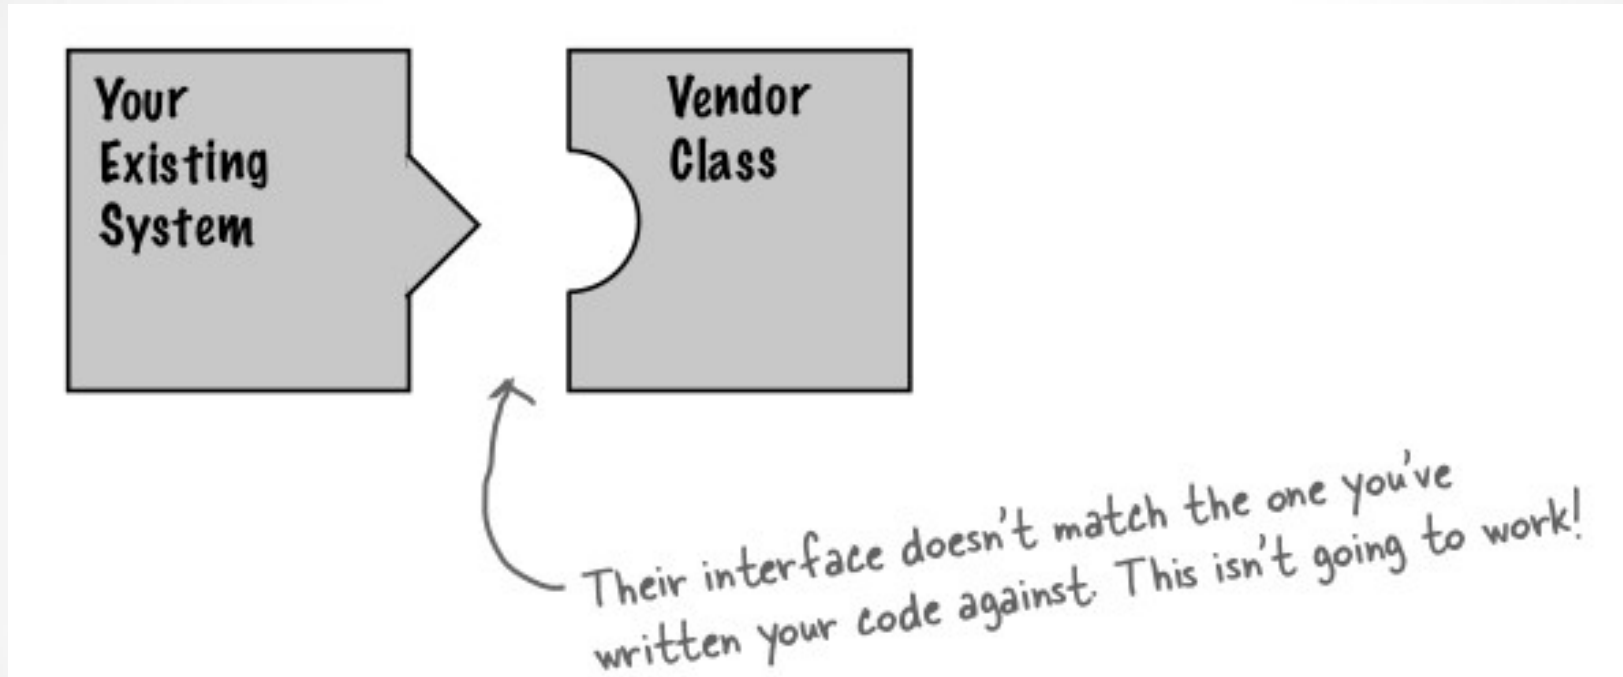 Your
Existing
System
Vendor
Class
Their interface doesn't match the one you've
written your code against. This isn't going to work!